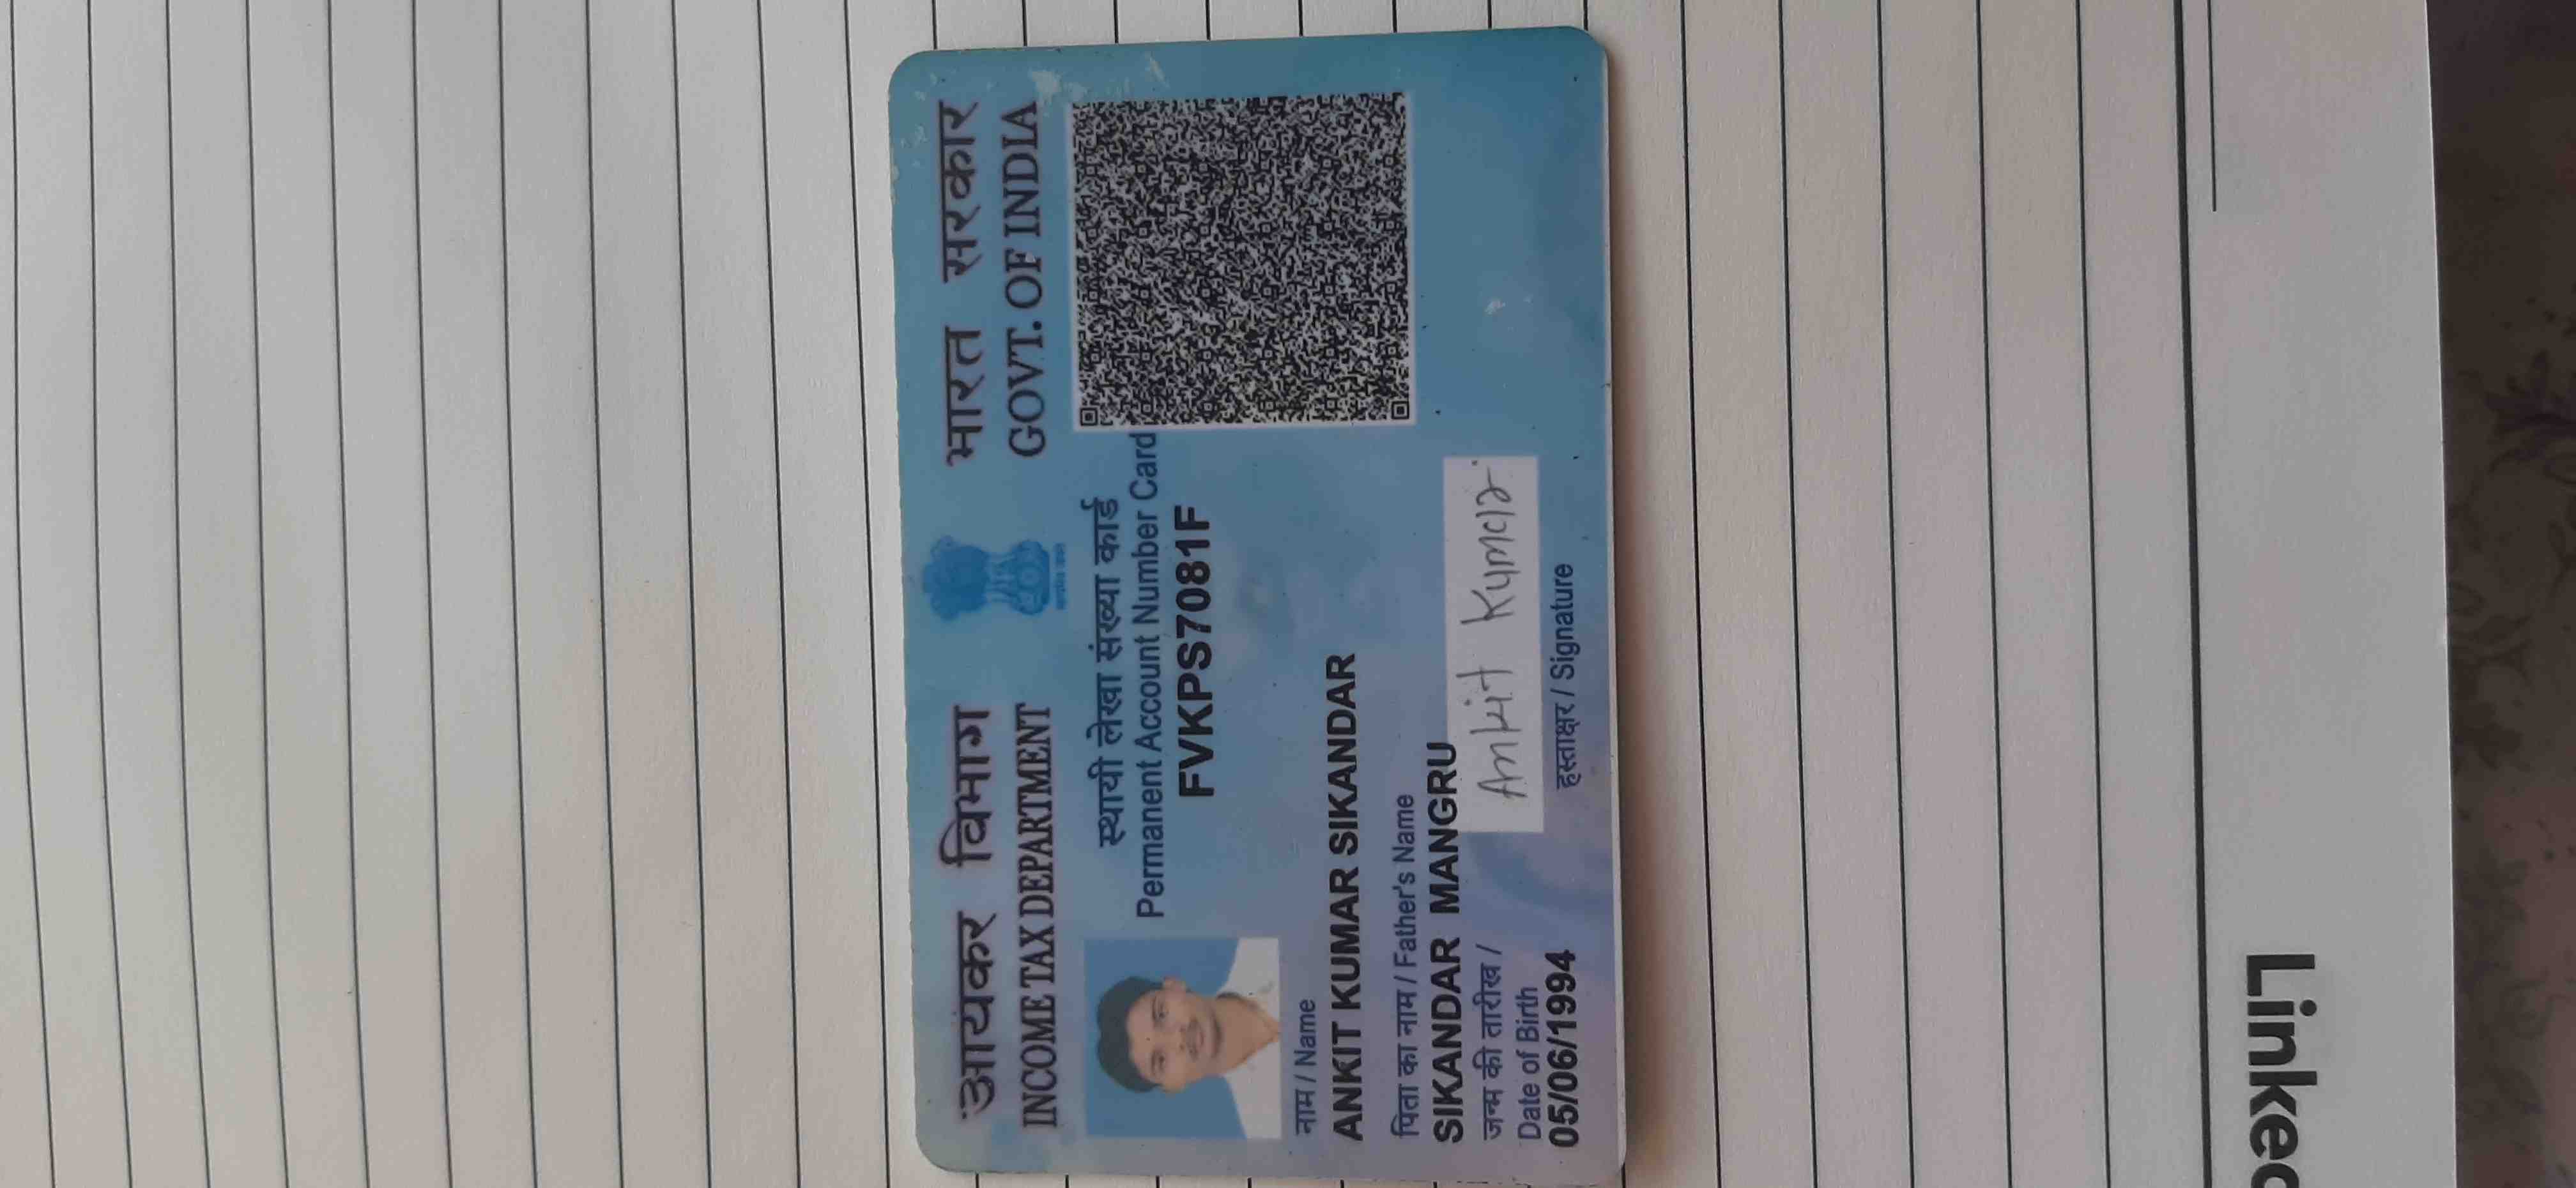 आयकर विभाग
INCOME TAX DEPARTMENT
भारत सरकार
GOVT. OF INDIA
स्थायी लेखा संख्या कार्ड
Permanent Account Number Card
FVKPS7081F
नाम / Name
ANKIT KUMAR SIKANDAR
पिता का नाम / Father's Name
SIKANDAR MANGRU
जन्म की तारीख /
Date of Birth
05/06/1994
Ankit Kumar
हस्ताक्षर / Signature
Linked